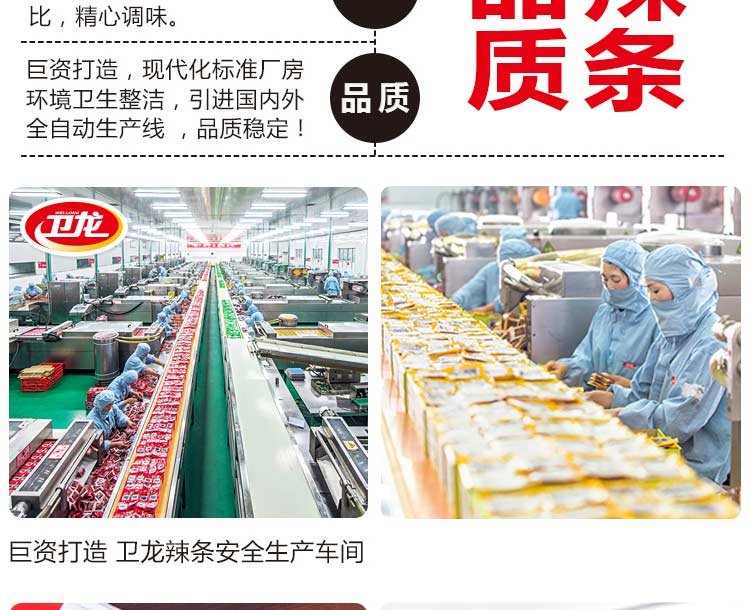 比，精心调味。
巨资打造，现代化标准厂房
环境卫生整洁，引进国内外
全自动生产线 ，品质稳定！
品质
品辣
质条
WEILONG
卫龙
巨资打造 卫龙辣条安全生产车间